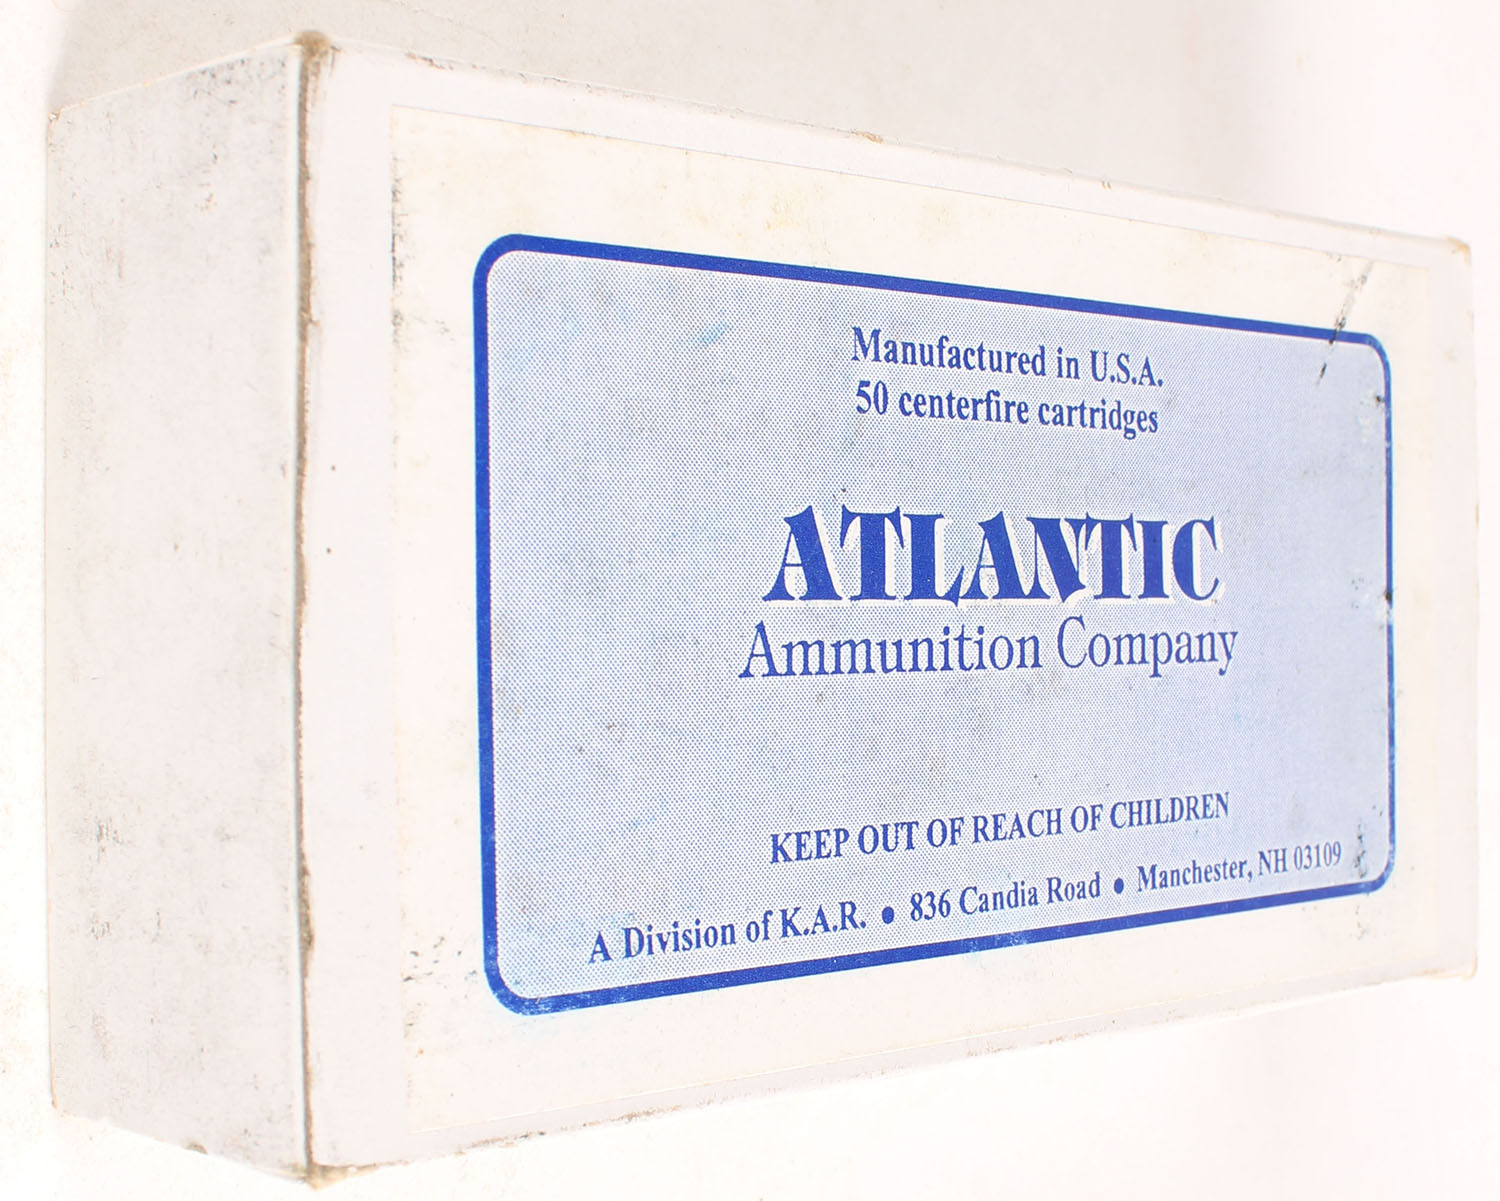 Manufactured in U.S.A.
50 centerfire cartridges
ATLANTIC
Ammunition Company
KEEP OUT OF REACH OF CHILDREN
A Division of K.A.R. ● 836 Candia Road ● Manchester, NH 03109